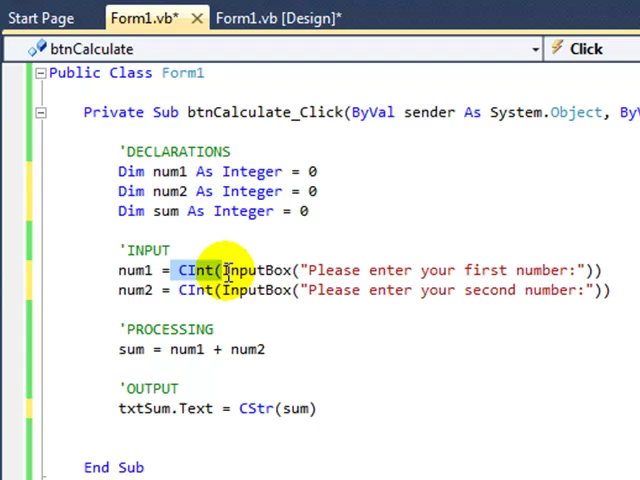 Start Page Form1.vb* Form1.vb [Design]*
btnCalculate Click
Public Class Form1
Private Sub btnCalculate_Click(ByVal sender As System.Object, ByV
'DECLARATIONS
Dim num1 As Integer = 0
Dim num2 As Integer = 0
Dim sum As Integer = 0
'INPUT
num1 = CInt(InputBox("Please enter your first number:"))
num2 = CInt(InputBox("Please enter your second number:"))
'PROCESSING
sum = num1 + num2
'OUTPUT
txtSum.Text = CStr(sum)
End Sub